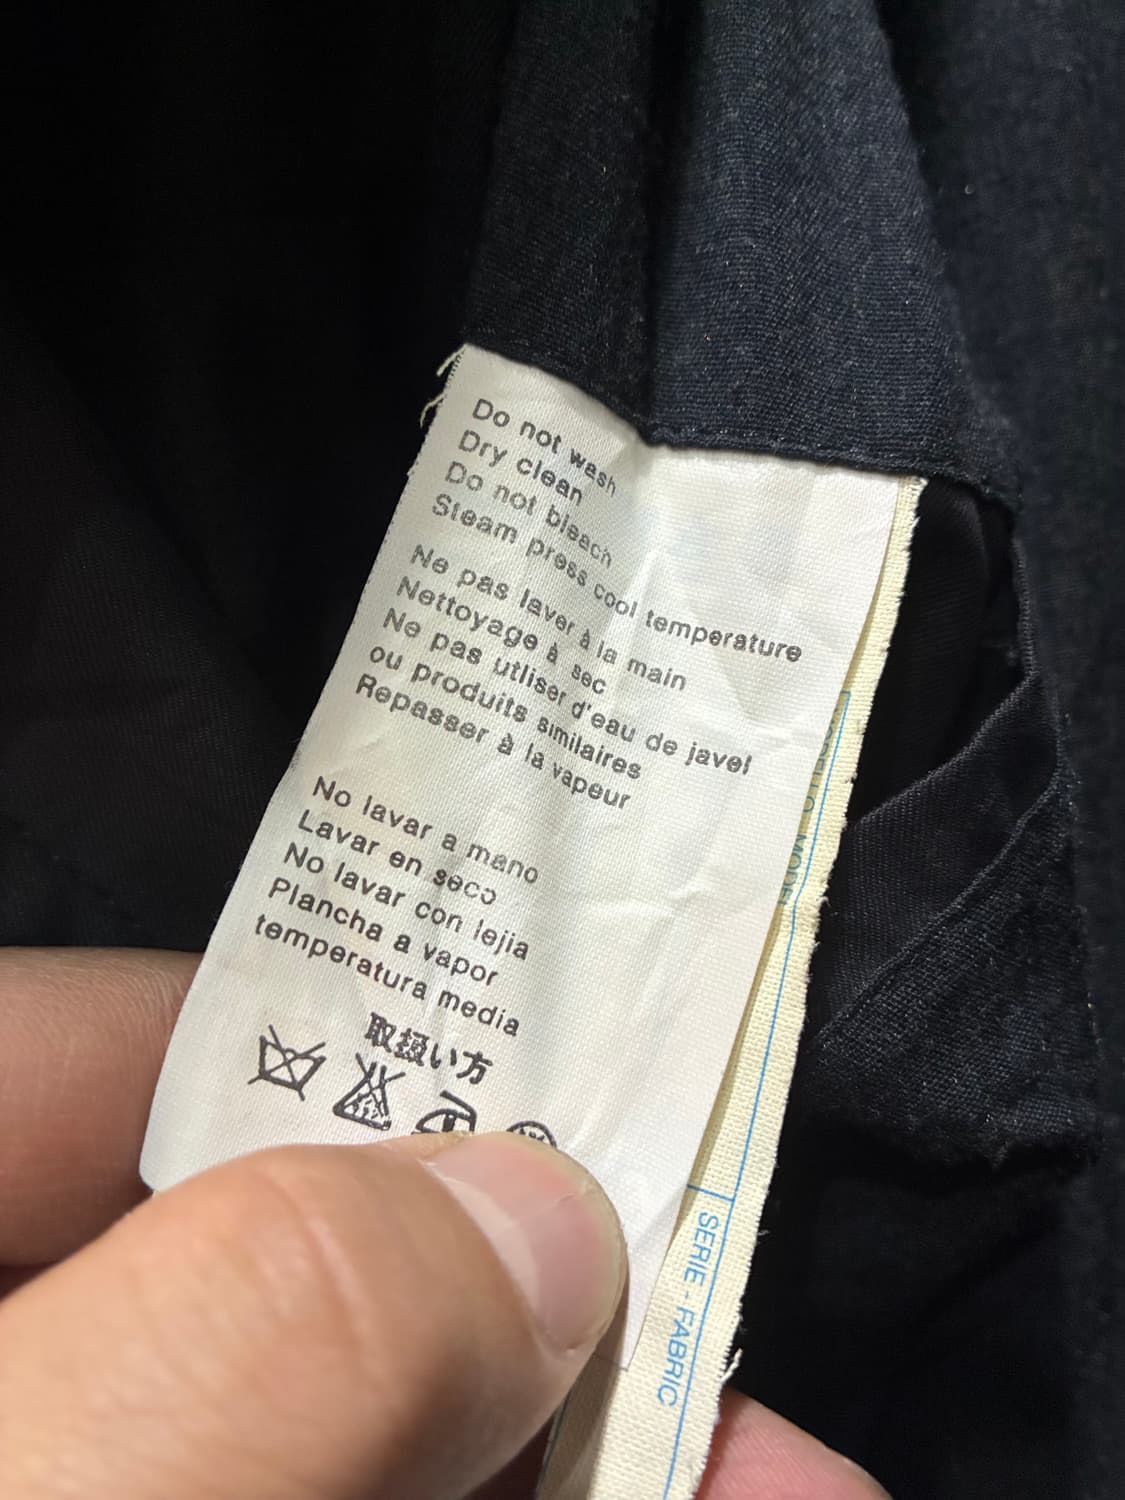 Do not wash
Dry clean
Do not bleach
Steam press cool temperature
Ne pas laver à la main
Nettoyage à sec
Ne pas utliser d'eau de javel
ou produits similaires
Repasser à la vapeur
No lavar a mano
Lavar en seco
No lavar con lejia
Plancha a vapor
temperatura media
取扱い方
SERIE - FABRIC